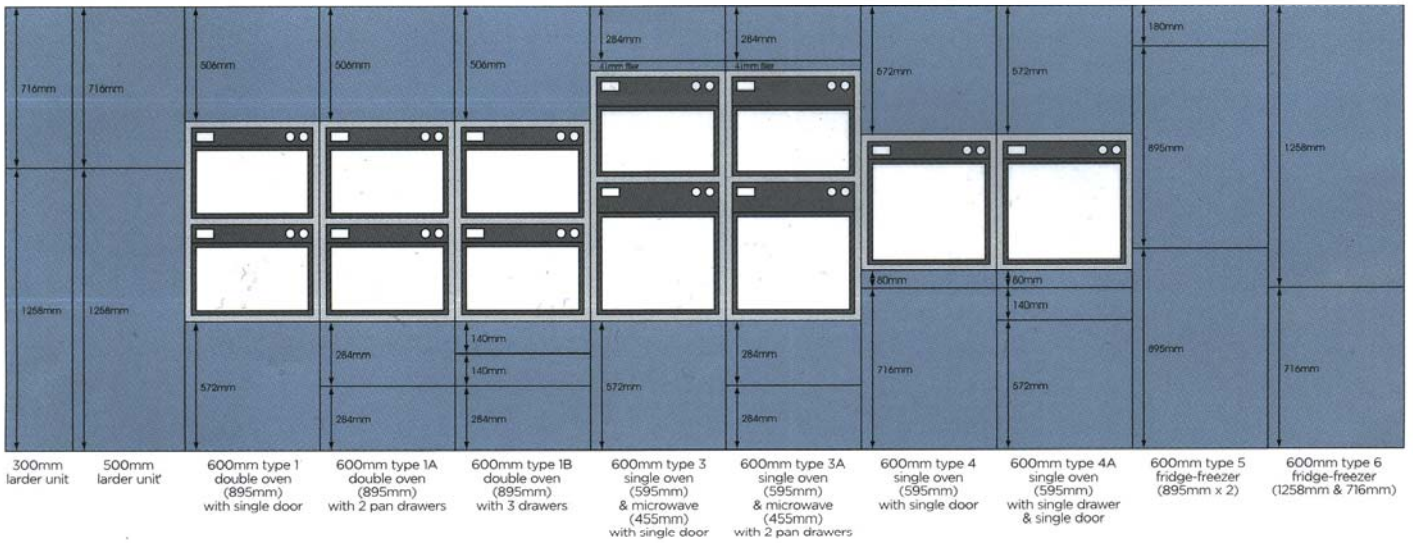 716mm
1258mm
300mm
larder unit
716mm
1258mm
500mm
larder unit
506mm
572mm
600mm type 1
double oven
(895mm)
with single door
506mm
284mm
284mm
600mm type 1A
double oven
(895mm)
with 2 pan drawers
506mm
140mm
140mm
284mm
600mm type 1B
double oven
(895mm)
with 3 drawers
284mm
41mm filler
572mm
600mm type 3
single oven
(595mm)
& microwave
(455mm)
with single door
284mm
41mm filler
284mm
284mm
600mm type 3A
single oven
(595mm)
& microwave
(455mm)
with 2 pan drawers
572mm
80mm
716mm
600mm type 4
single oven
(595mm)
with single door
572mm
80mm
140mm
572mm
600mm type 4A
single oven
(595mm)
with single drawer
& single door
180mm
895mm
895mm
600mm type 5
fridge-freezer
(895mm x 2)
1258mm
716mm
600mm type 6
fridge-freezer
(1258mm & 716mm)